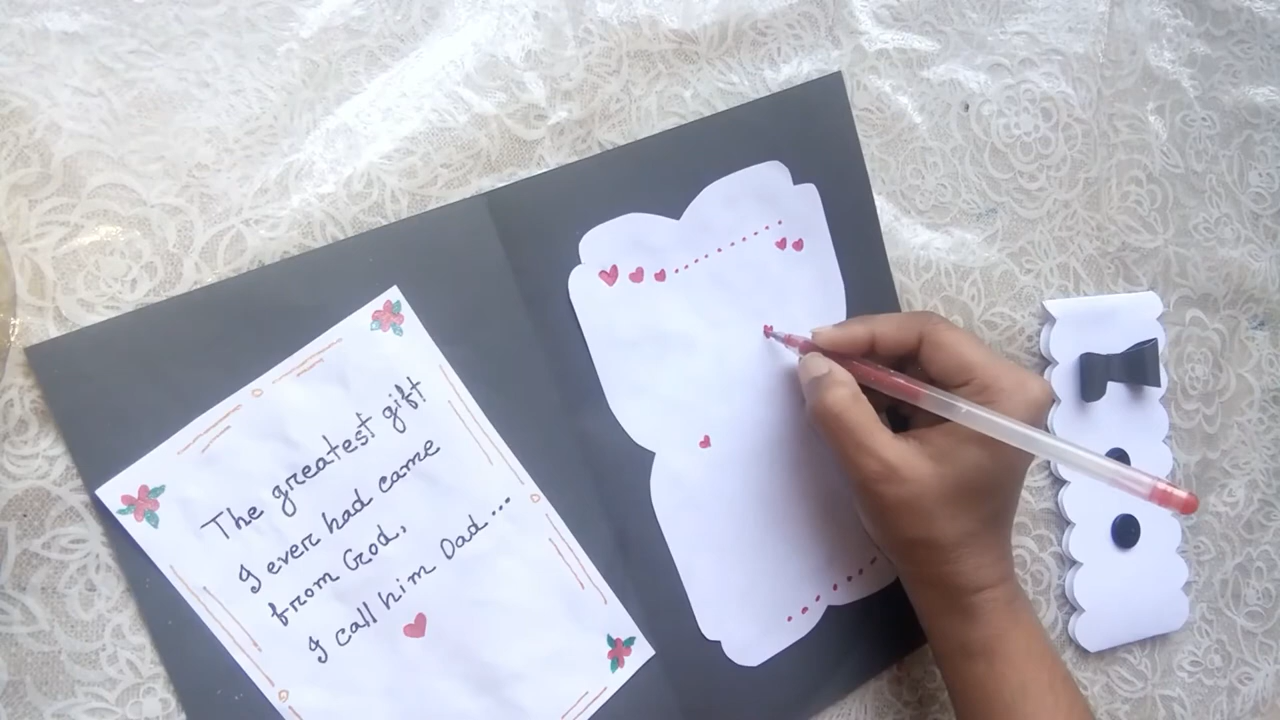 The greatest gift
I ever had came
from God,
I call him Dad...